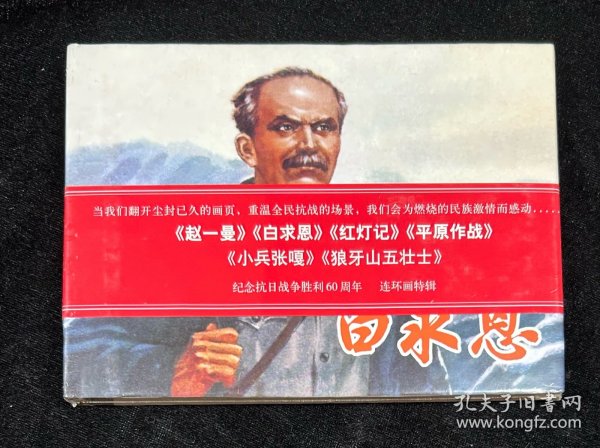 当我们翻开尘封已久的画页，重温全民抗战的场景，我们会为燃烧的民族激情而感动.....
《赵一曼》《白求恩》《红灯记》《平原作战》
《小兵张嘎》《狼牙山五壮士》
纪念抗日战争胜利60周年 连环画特辑
白求恩
孔夫子旧书网
www.kongfz.com